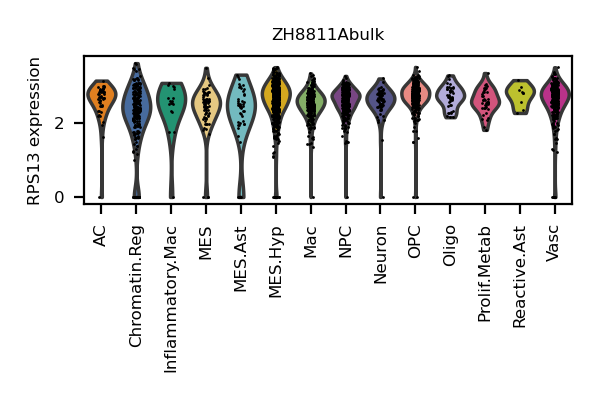 ZH8811Abulk
RPS13 expression
2
0
AC
Chromatin.Reg
Inflammatory.Mac
MES
MES.Ast
MES.Hyp
Mac
NPC
Neuron
OPC
Oligo
Prolif.Metab
Reactive.Ast
Vasc